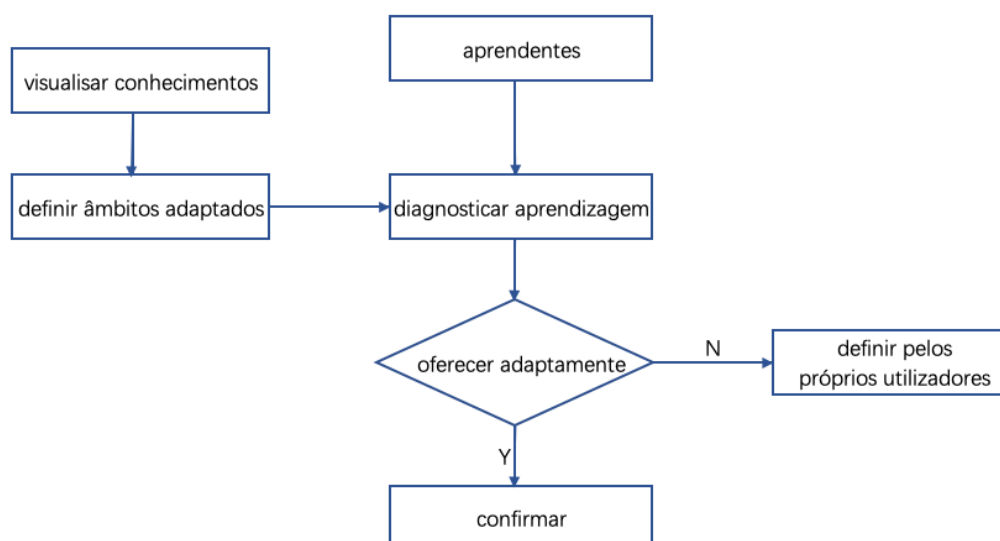 aprendentes
visualisar conhecimentos
definir âmbitos adaptados
diagnosticar aprendizagem
oferecer adaptamente
N
definir pelos
próprios utilizadores
Y
confirmar